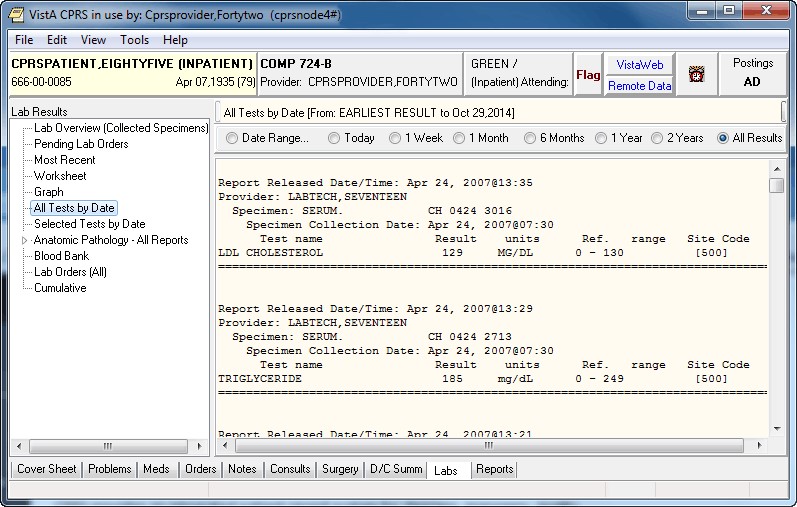 VistA CPRS in use by: Cprsprovider,Fortytwo (cprsnode4#)
File Edit View Tools Help
CPRSPATIENT,EIGHTYFIVE (INPATIENT) COMP 724-B GREEN / Flag VistaWeb Postings
666-00-0085 Apr 07,1935 (79) Provider: CPRSPROVIDER,FORTYTWO (Inpatient) Attending: Remote Data AD
Lab Results
Lab Overview (Collected Specimens)
Pending Lab Orders
Most Recent
Worksheet
Graph
All Tests by Date
Selected Tests by Date
Anatomic Pathology - All Reports
Blood Bank
Lab Orders (All)
Cumulative
All Tests by Date [From: EARLIEST RESULT to Oct 29,2014]
Date Range... Today 1 Week 1 Month 6 Months 1 Year 2 Years All Results
Report Released Date/Time: Apr 24, 2007@13:35
Provider: LABTECH,SEVENTEEN
Specimen: SERUM. CH 0424 3016
Specimen Collection Date: Apr 24, 2007@07:30
Test name Result units Ref. range Site Code
LDL CHOLESTEROL 129 MG/DL 0 - 130 [500]
Report Released Date/Time: Apr 24, 2007@13:29
Provider: LABTECH,SEVENTEEN
Specimen: SERUM. CH 0424 2713
Specimen Collection Date: Apr 24, 2007@07:30
Test name Result units Ref. range Site Code
TRIGLYCERIDE 185 mg/dL 0 - 249 [500]
Report Released Date/Time: Apr 24, 2007@13:21
Cover Sheet Problems Meds Orders Notes Consults Surgery D/C Summ Labs Reports